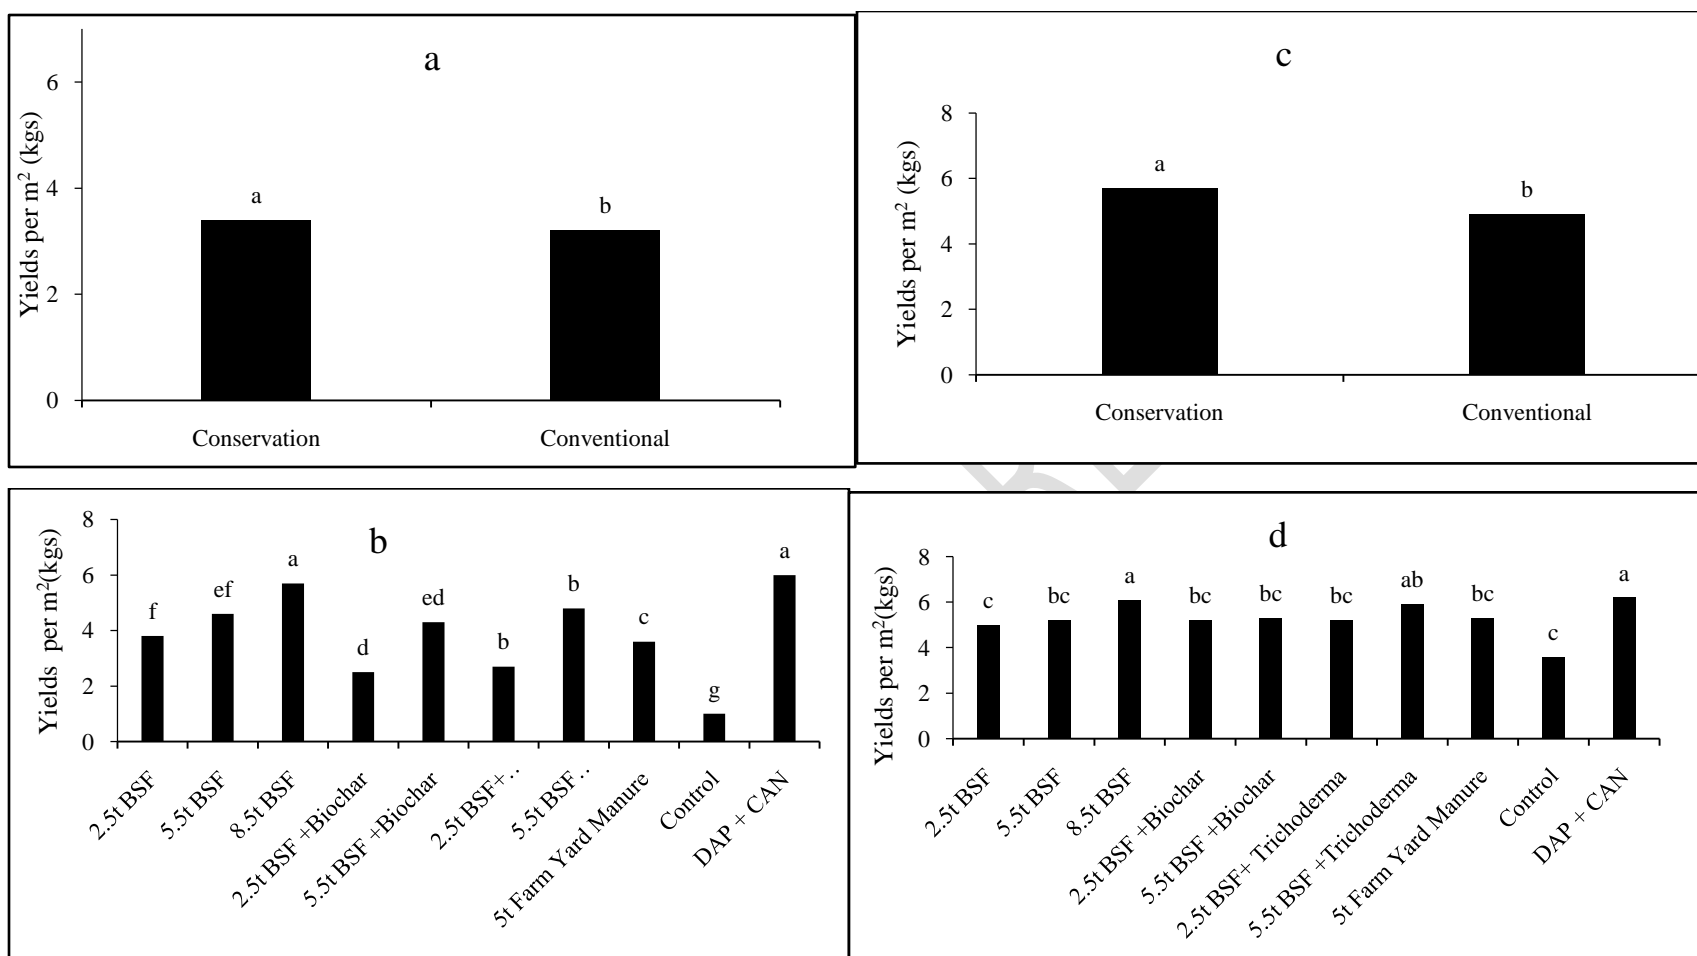 a
Yields per m² (kgs)
6
4
2
0
a
b
Conservation
Conventional
c
Yields per m² (kgs)
8
6
4
2
0
a
b
Conservation
Conventional
b
Yields per m²(kgs)
8
6
4
2
0
f
ef
a
d
ed
b
b
c
g
a
2.5t BSF
5.5t BSF
8.5t BSF
2.5t BSF +Biochar
5.5t BSF +Biochar
2.5t BSF+..
5.5t BSF..
5t Farm Yard Manure
Control
DAP + CAN
d
Yields per m²(kgs)
8
6
4
2
0
c
bc
a
bc
bc
bc
ab
bc
c
a
2.5t BSF
5.5t BSF
8.5t BSF
2.5t BSF +Biochar
5.5t BSF +Biochar
2.5t BSF+ Trichoderma
5.5t BSF +Trichoderma
5t Farm Yard Manure
Control
DAP + CAN